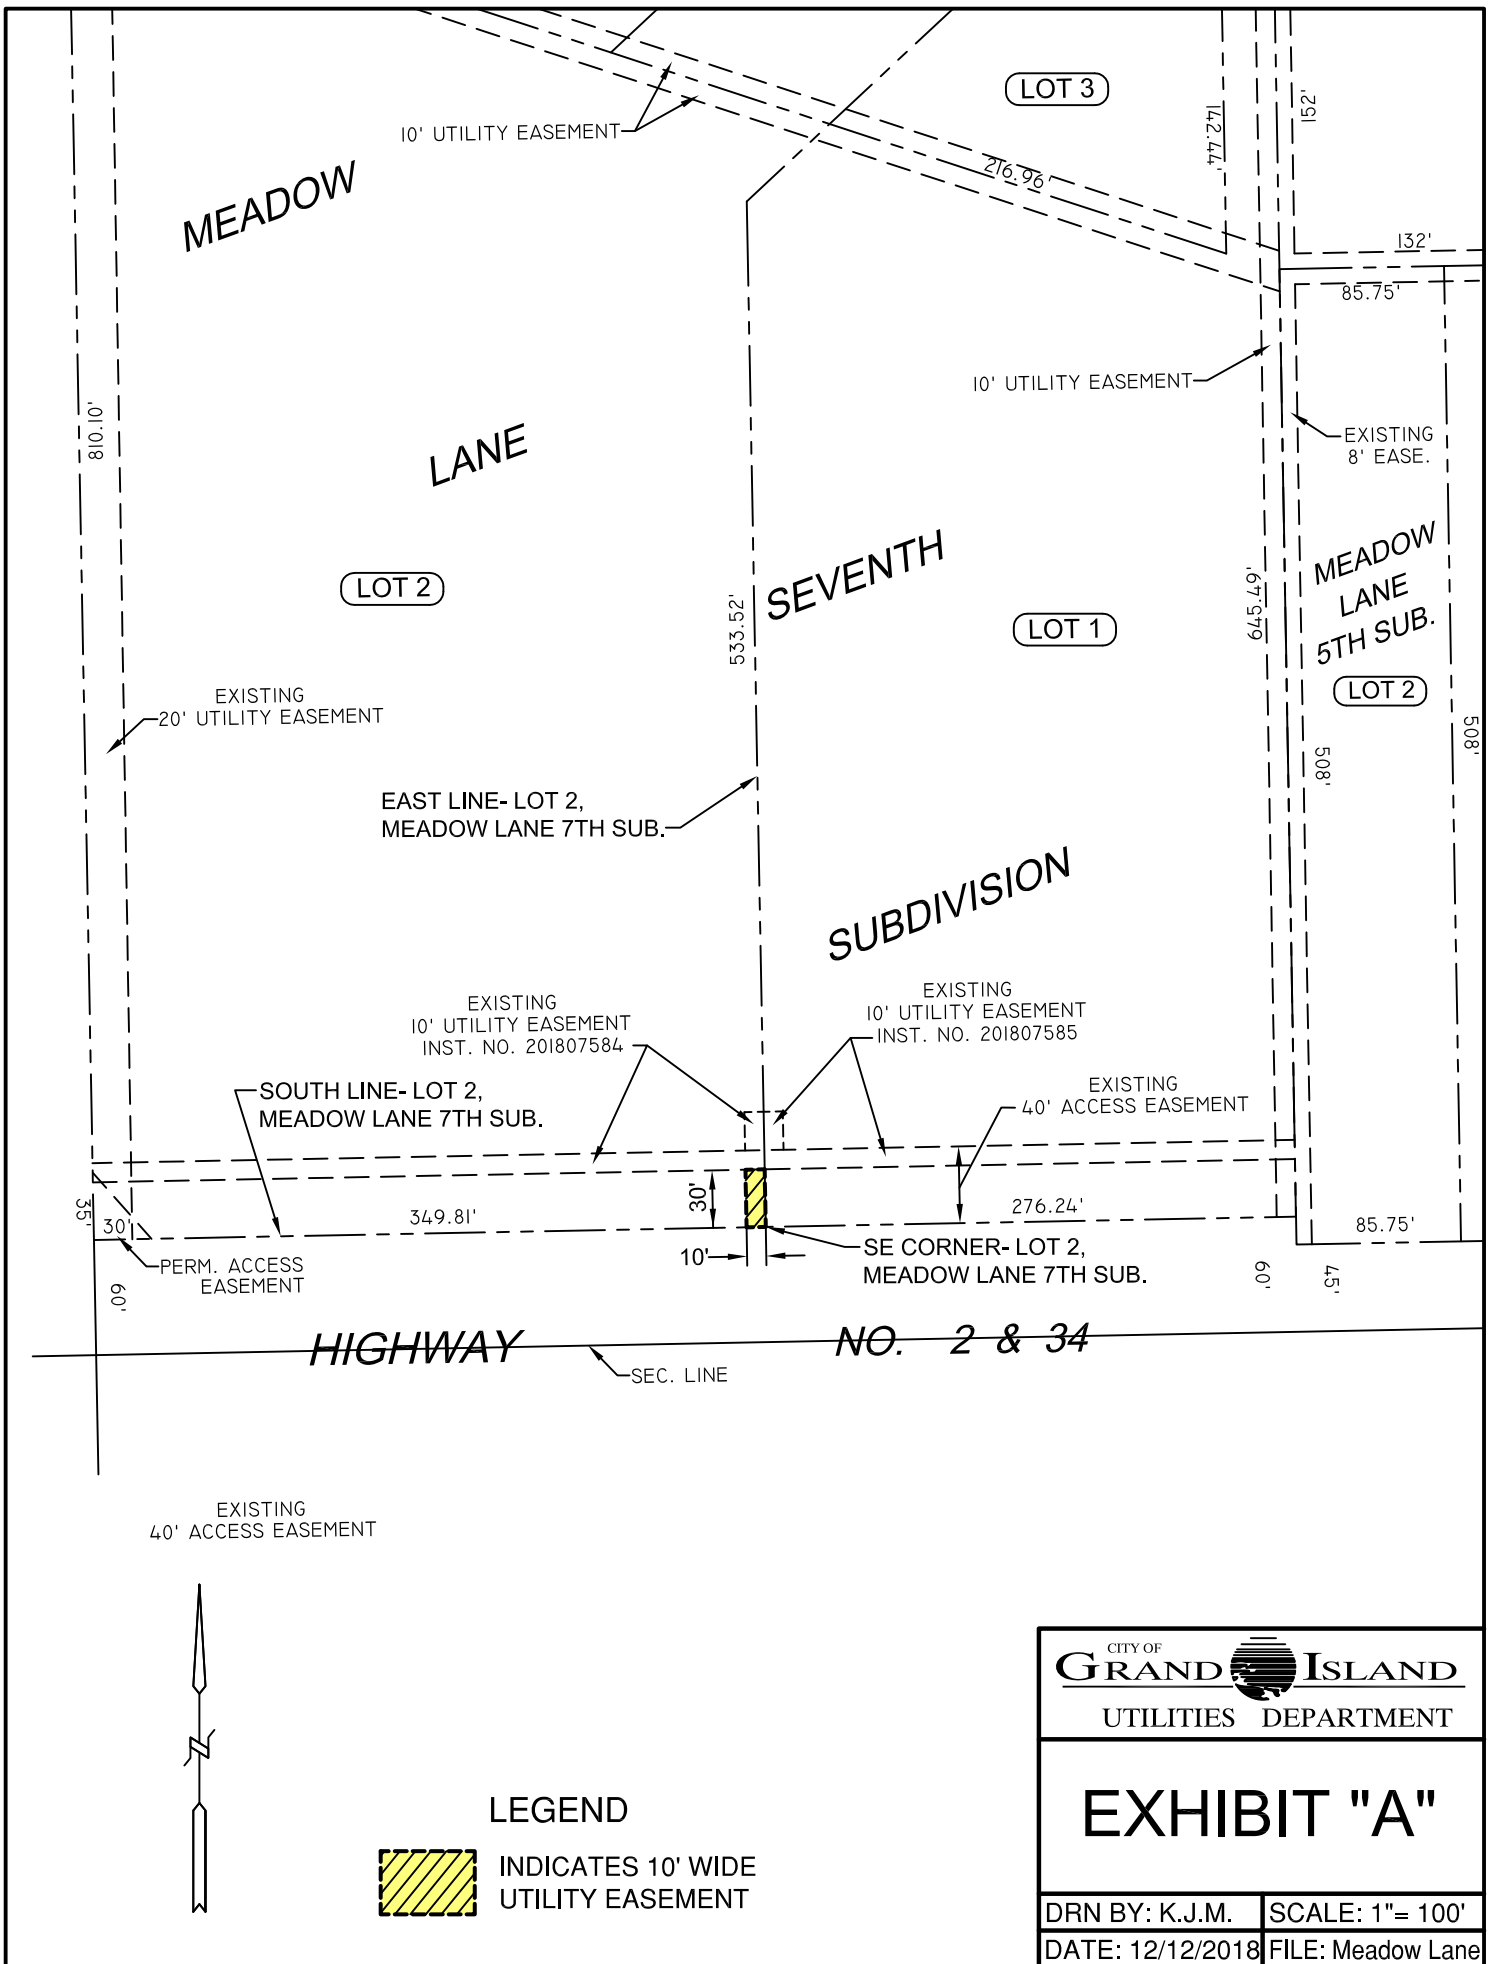 LOT 3
152'
142.44'
10' UTILITY EASEMENT
216.96'
MEADOW
132'
85.75'
10' UTILITY EASEMENT
810.10'
EXISTING
8' EASE.
LANE
SEVENTH
MEADOW
LANE
5TH SUB.
LOT 2
533.52'
645.49'
LOT 1
LOT 2
EXISTING
20' UTILITY EASEMENT
508'
508'
EAST LINE- LOT 2,
MEADOW LANE 7TH SUB.
SUBDIVISION
EXISTING
10' UTILITY EASEMENT
INST. NO. 201807584
EXISTING
10' UTILITY EASEMENT
INST. NO. 201807585
SOUTH LINE- LOT 2,
MEADOW LANE 7TH SUB.
EXISTING
40' ACCESS EASEMENT
35'
30'
349.81'
30'
276.24'
85.75'
10'
SE CORNER- LOT 2,
MEADOW LANE 7TH SUB.
PERM. ACCESS
EASEMENT
60'
60'
45'
HIGHWAY NO. 2 & 34
SEC. LINE
EXISTING
40' ACCESS EASEMENT
LEGEND
INDICATES 10' WIDE
UTILITY EASEMENT
CITY OF
GRAND ISLAND
UTILITIES DEPARTMENT
EXHIBIT "A"
DRN BY: K.J.M.
SCALE: 1"= 100'
DATE: 12/12/2018
FILE: Meadow Lane